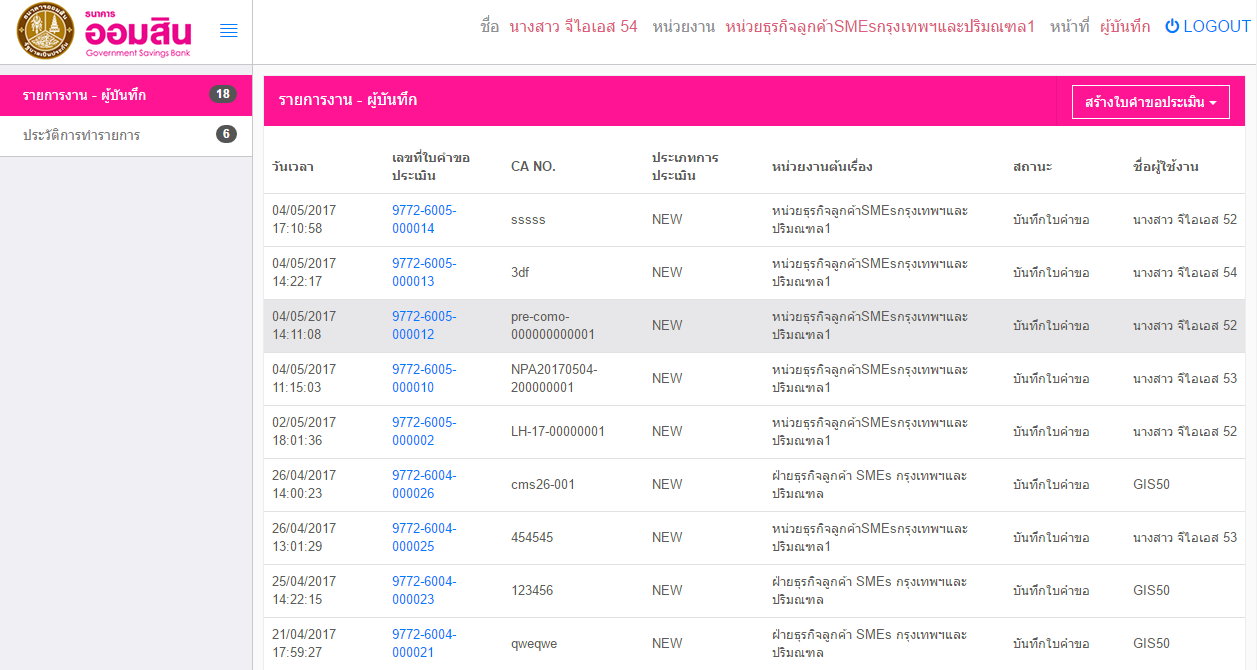 ธนาคาร
ออมสิน
Government Savings Bank
ชื่อ นางสาว จีไอเอส 54 หน่วยงาน หน่วยธุรกิจลูกค้าSMEsกรุงเทพฯและปริมณฑล1 หน้าที่ ผู้บันทึก LOGOUT
รายการงาน - ผู้บันทึก 18
ประวัติการทำรายการ 6
รายการงาน - ผู้บันทึก
สร้างใบคำขอประเมิน
วันเวลา
เลขที่ใบคำขอ
ประเมิน
CA NO.
ประเภทการ
ประเมิน
หน่วยงานต้นเรื่อง
สถานะ
ชื่อผู้ใช้งาน
04/05/2017
17:10:58
9772-6005-
000014
sssss
NEW
หน่วยธุรกิจลูกค้าSMEsกรุงเทพฯและ
ปริมณฑล1
บันทึกใบคำขอ
นางสาว จีไอเอส 52
04/05/2017
14:22:17
9772-6005-
000013
3df
NEW
หน่วยธุรกิจลูกค้าSMEsกรุงเทพฯและ
ปริมณฑล1
บันทึกใบคำขอ
นางสาว จีไอเอส 54
04/05/2017
14:11:08
9772-6005-
000012
pre-como-
000000000001
NEW
หน่วยธุรกิจลูกค้าSMEsกรุงเทพฯและ
ปริมณฑล1
บันทึกใบคำขอ
นางสาว จีไอเอส 52
04/05/2017
11:15:03
9772-6005-
000010
NPA20170504-
200000001
NEW
หน่วยธุรกิจลูกค้าSMEsกรุงเทพฯและ
ปริมณฑล1
บันทึกใบคำขอ
นางสาว จีไอเอส 53
02/05/2017
18:01:36
9772-6005-
000002
LH-17-00000001
NEW
หน่วยธุรกิจลูกค้าSMEsกรุงเทพฯและ
ปริมณฑล1
บันทึกใบคำขอ
นางสาว จีไอเอส 52
26/04/2017
14:00:23
9772-6004-
000026
cms26-001
NEW
ฝ่ายธุรกิจลูกค้า SMEs กรุงเทพฯและ
ปริมณฑล
บันทึกใบคำขอ
GIS50
26/04/2017
13:01:29
9772-6004-
000025
454545
NEW
หน่วยธุรกิจลูกค้าSMEsกรุงเทพฯและ
ปริมณฑล1
บันทึกใบคำขอ
นางสาว จีไอเอส 53
25/04/2017
14:22:15
9772-6004-
000023
123456
NEW
ฝ่ายธุรกิจลูกค้า SMEs กรุงเทพฯและ
ปริมณฑล
บันทึกใบคำขอ
GIS50
21/04/2017
17:59:27
9772-6004-
000021
qweqwe
NEW
ฝ่ายธุรกิจลูกค้า SMEs กรุงเทพฯและ
ปริมณฑล
บันทึกใบคำขอ
GIS50